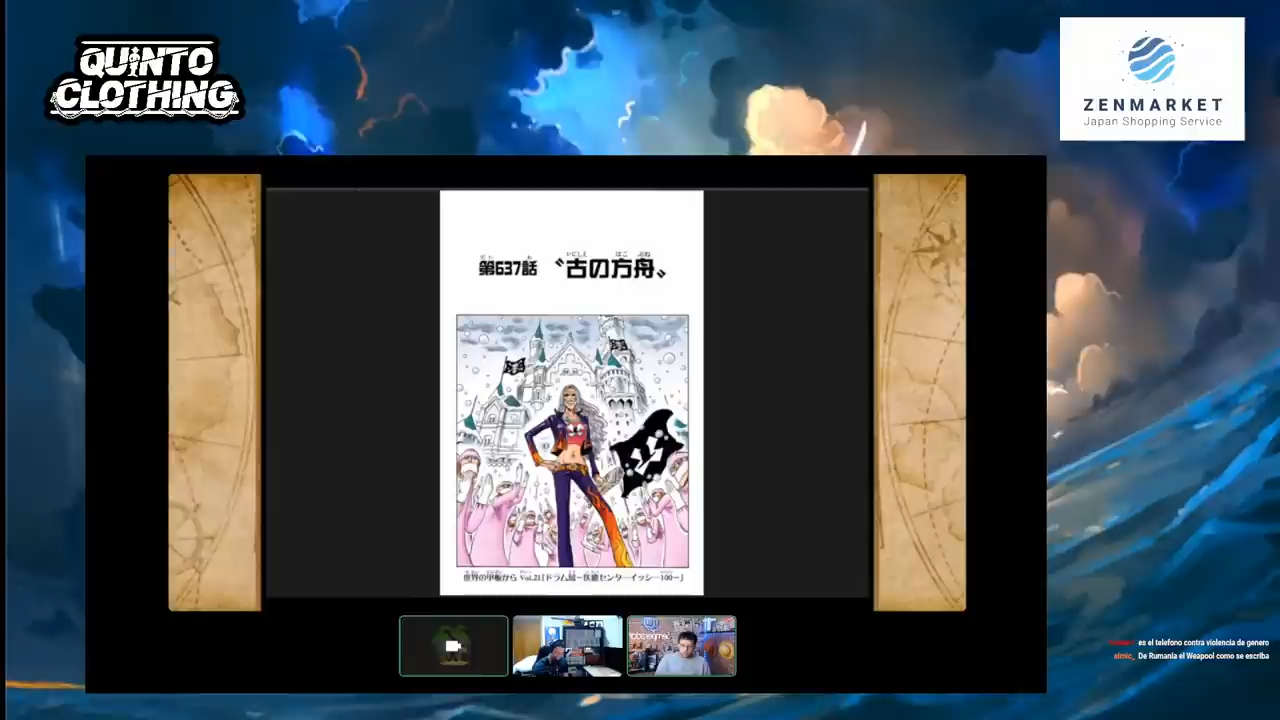 QUINTO
CLOTHING
ZENMARKET
Japan Shopping Service
第637話 〝古の方舟〟
世界の甲板から Vol.21「ドラム島-医療センターイッシー100-」
es el telefono contra violencia de genero
elmic_ De Rumanía el Weapool como se escriba